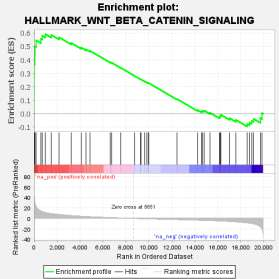 Enrichment plot:
HALLMARK_WNT_BETA_CATENIN_SIGNALING
Enrichment score (ES)
0.6
0.5
0.4
0.3
0.2
0.1
0.0
-0.1
Ranked list metric (PreRanked)
80
60
40
20
0
-20
-40
'na_pos' (positively correlated)
Zero cross at 8651
'na_neg' (negatively correlated)
0
2,000
4,000
6,000
8,000
10,000
12,000
14,000
16,000
18,000
20,000
Rank in Ordered Dataset
Enrichment profile
Hits
Ranking metric scores